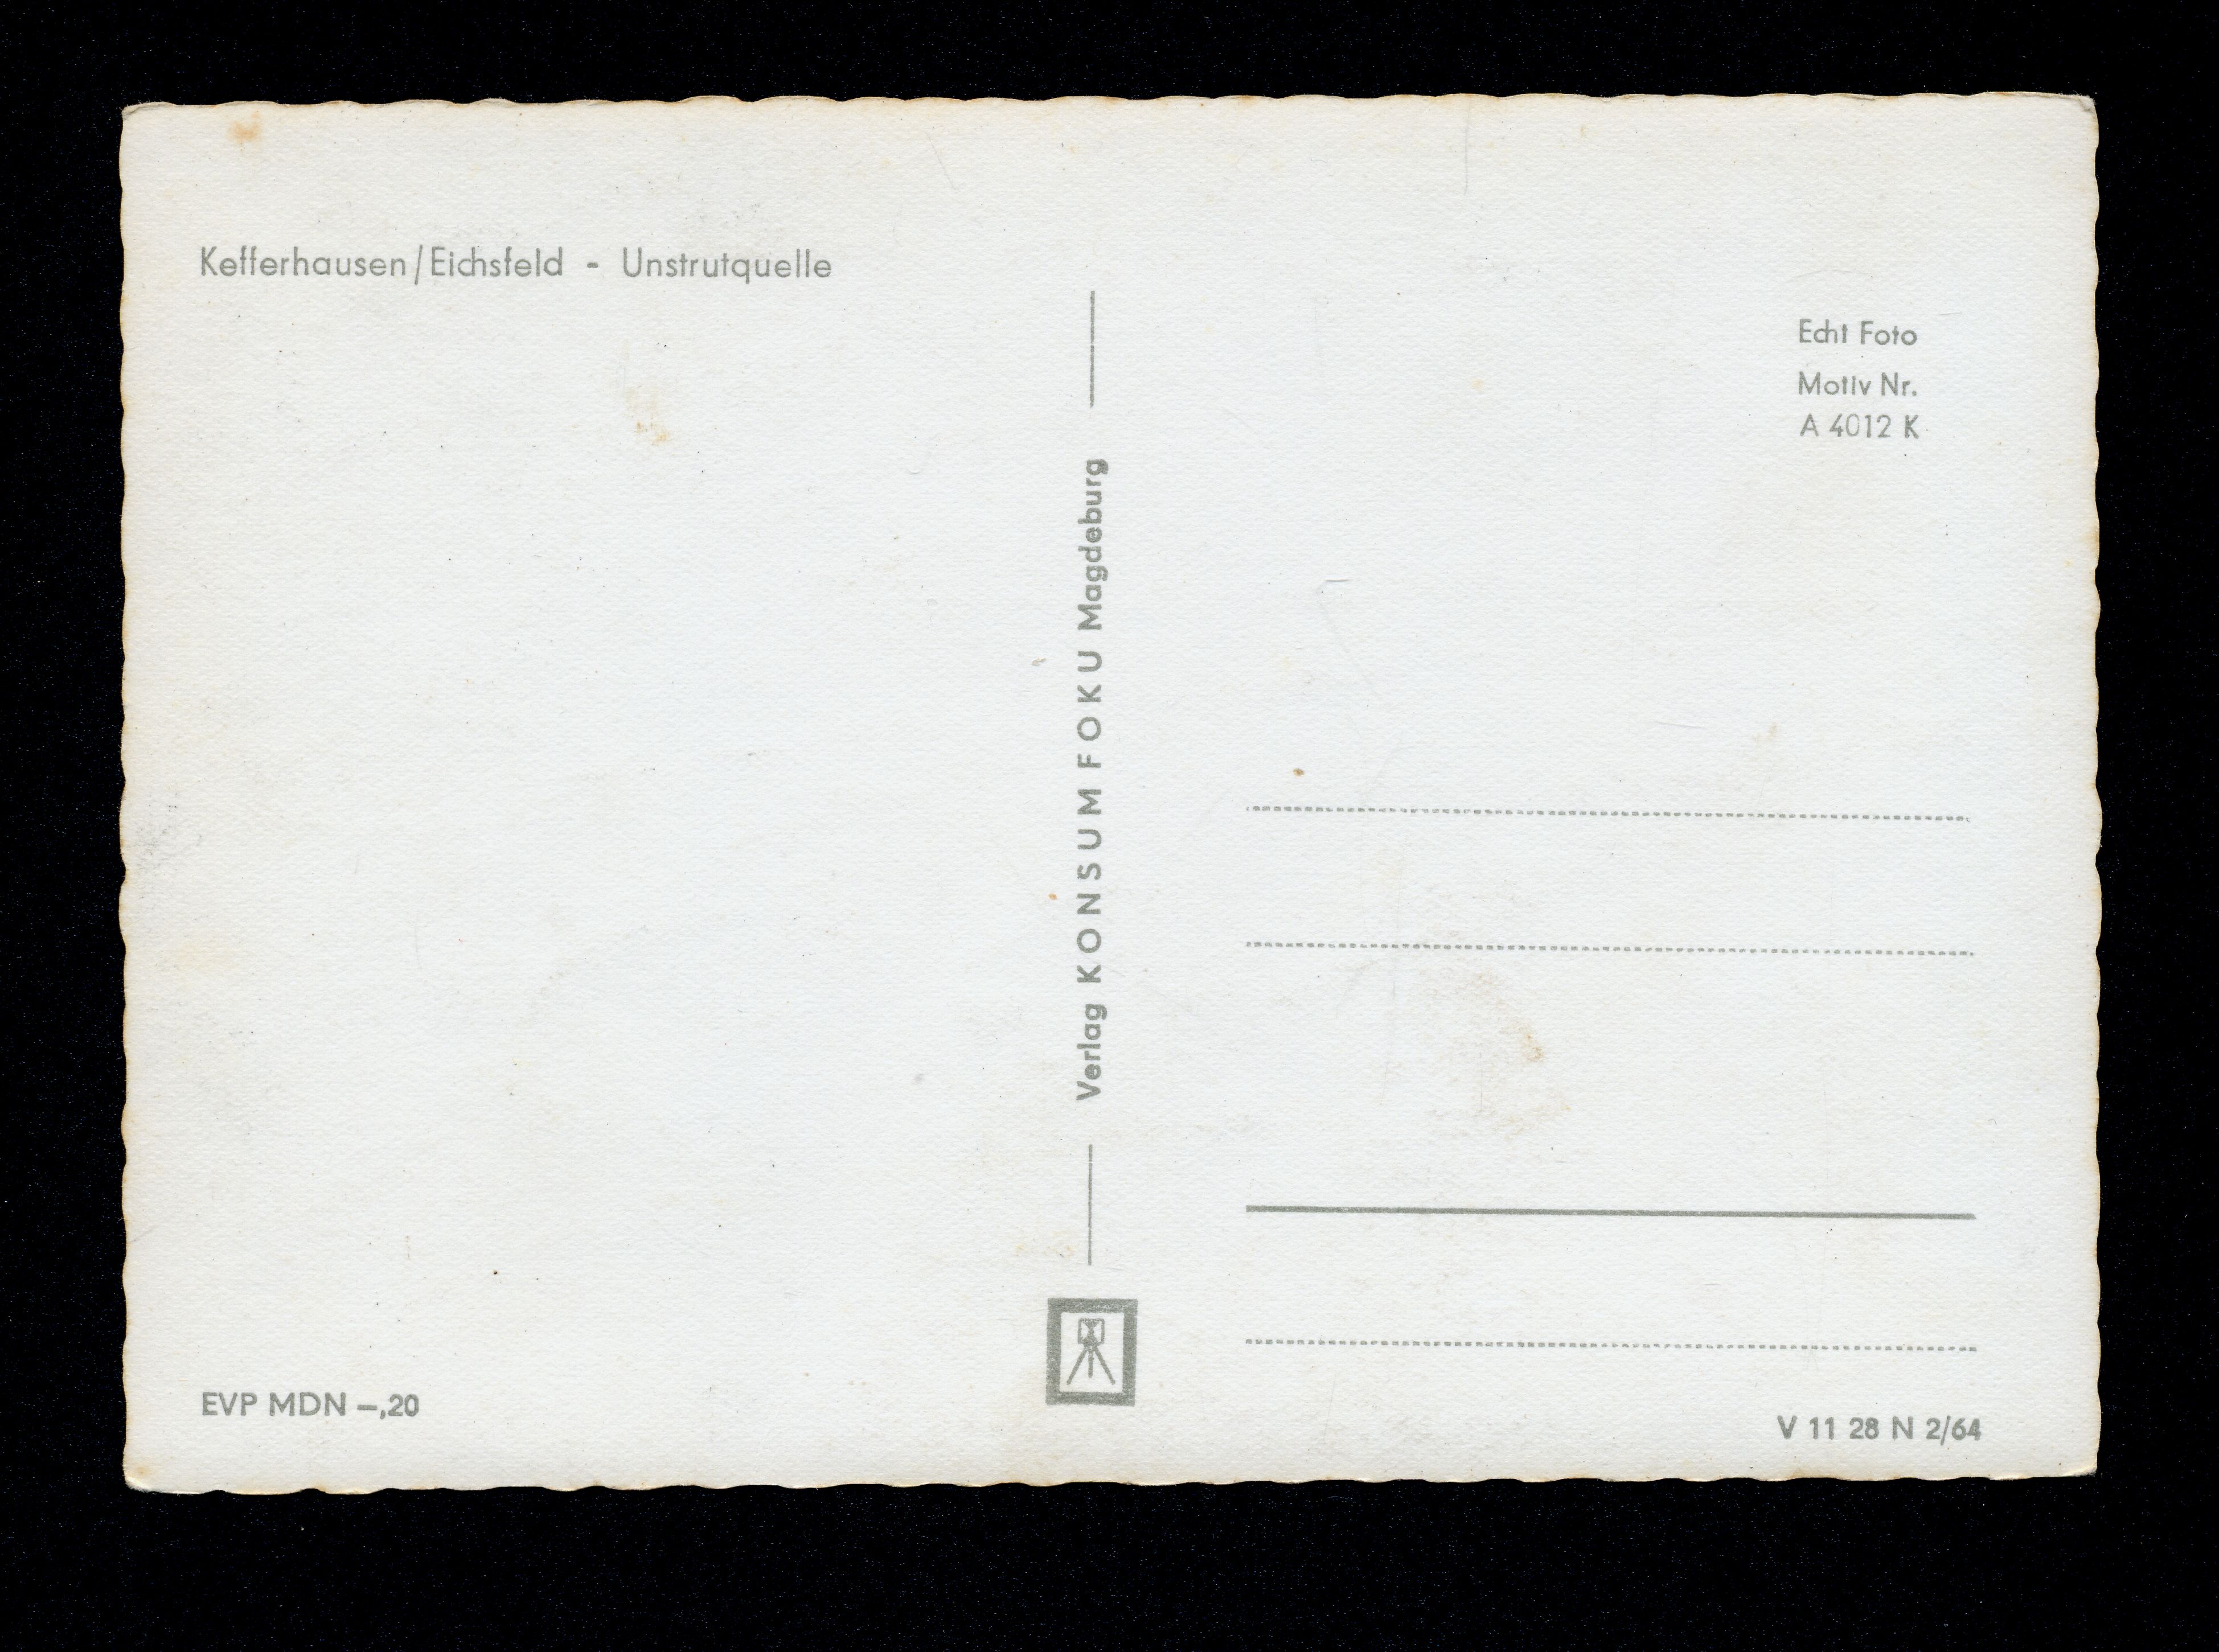 Kefferhausen/Eichsfeld - Unstrutquelle
Echt Foto
Motiv Nr.
A 4012 K
Verlag KONSUM FOKU Magdeburg
EVP MDN –,20
V 11 28 N 2/64